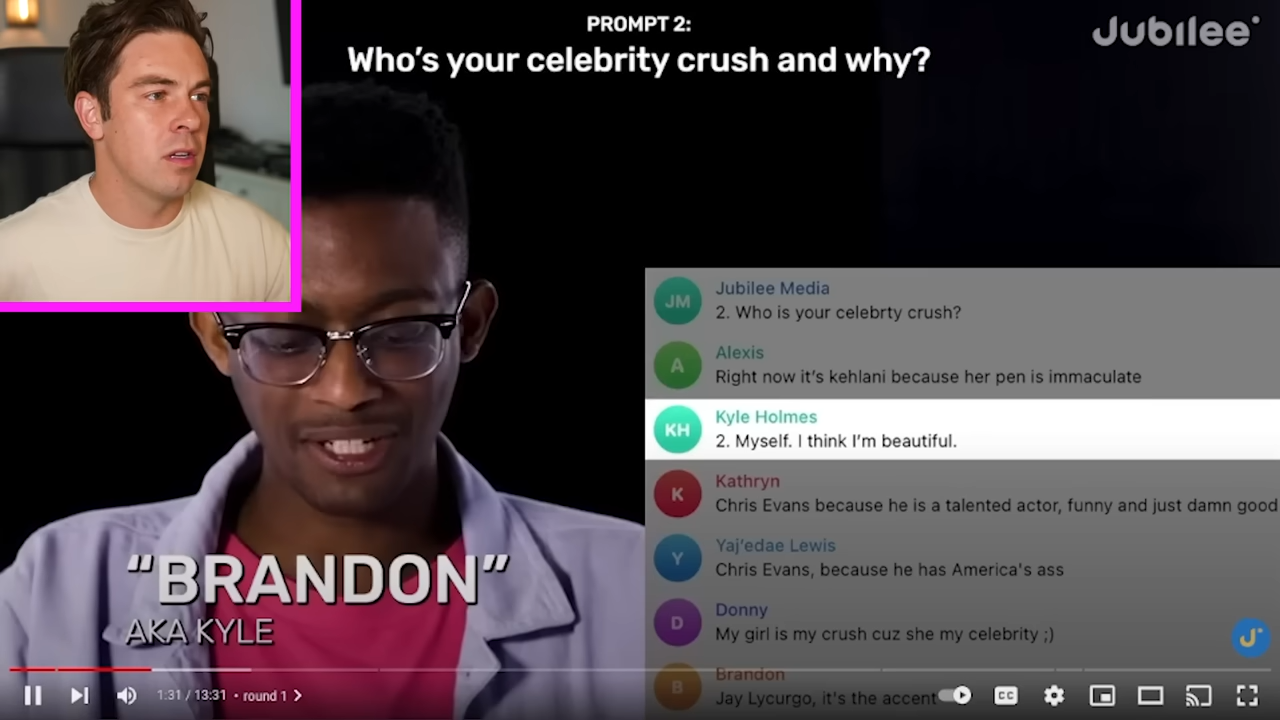 PROMPT 2:
Who's your celebrity crush and why?
Jubilee
JM
Jubilee Media
2. Who is your celebrty crush?
A
Alexis
Right now it's kehlani because her pen is immaculate
KH
Kyle Holmes
2. Myself. I think I'm beautiful.
K
Kathryn
Chris Evans because he is a talented actor, funny and just damn good
Y
Yaj'edae Lewis
Chris Evans, because he has America's ass
D
Donny
My girl is my crush cuz she my celebrity ;)
B
Brandon
Jay Lycurgo, it's the accent
"BRANDON"
AKA KYLE
J
1:31 / 13:31 • round 1 >
CC